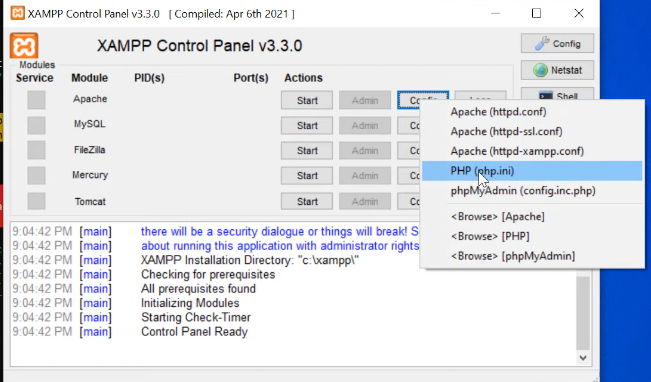 XAMPP Control Panel v3.3.0 [ Compiled: Apr 6th 2021 ]
XAMPP Control Panel v3.3.0
Config
Modules
Service Module PID(s) Port(s) Actions
Netstat
Apache Start Admin Config Logs
Shell
MySQL Start Admin
FileZilla Start Admin
Mercury Start Admin
Tomcat Start Admin
Apache (httpd.conf)
Apache (httpd-ssl.conf)
Apache (httpd-xampp.conf)
PHP (php.ini)
phpMyAdmin (config.inc.php)
<Browse> [Apache]
<Browse> [PHP]
<Browse> [phpMyAdmin]
9:04:42 PM [main] there will be a security dialogue or things will break! S
9:04:42 PM [main] about running this application with administrator rights
9:04:42 PM [main] XAMPP Installation Directory: "c:\xampp\"
9:04:42 PM [main] Checking for prerequisites
9:04:42 PM [main] All prerequisites found
9:04:42 PM [main] Initializing Modules
9:04:42 PM [main] Starting Check-Timer
9:04:42 PM [main] Control Panel Ready